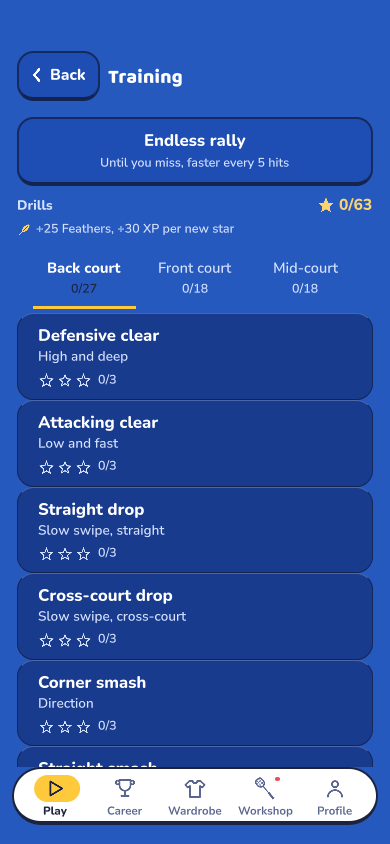 Back
Training
Endless rally
Until you miss, faster every 5 hits
Drills
0/63
+25 Feathers, +30 XP per new star
Back court
Front court
Mid-court
0/27
0/18
0/18
Defensive clear
High and deep
0/3
Attacking clear
Low and fast
0/3
Straight drop
Slow swipe, straight
0/3
Cross-court drop
Slow swipe, cross-court
0/3
Corner smash
Direction
0/3
Straight smash
Play
Career
Wardrobe
Workshop
Profile